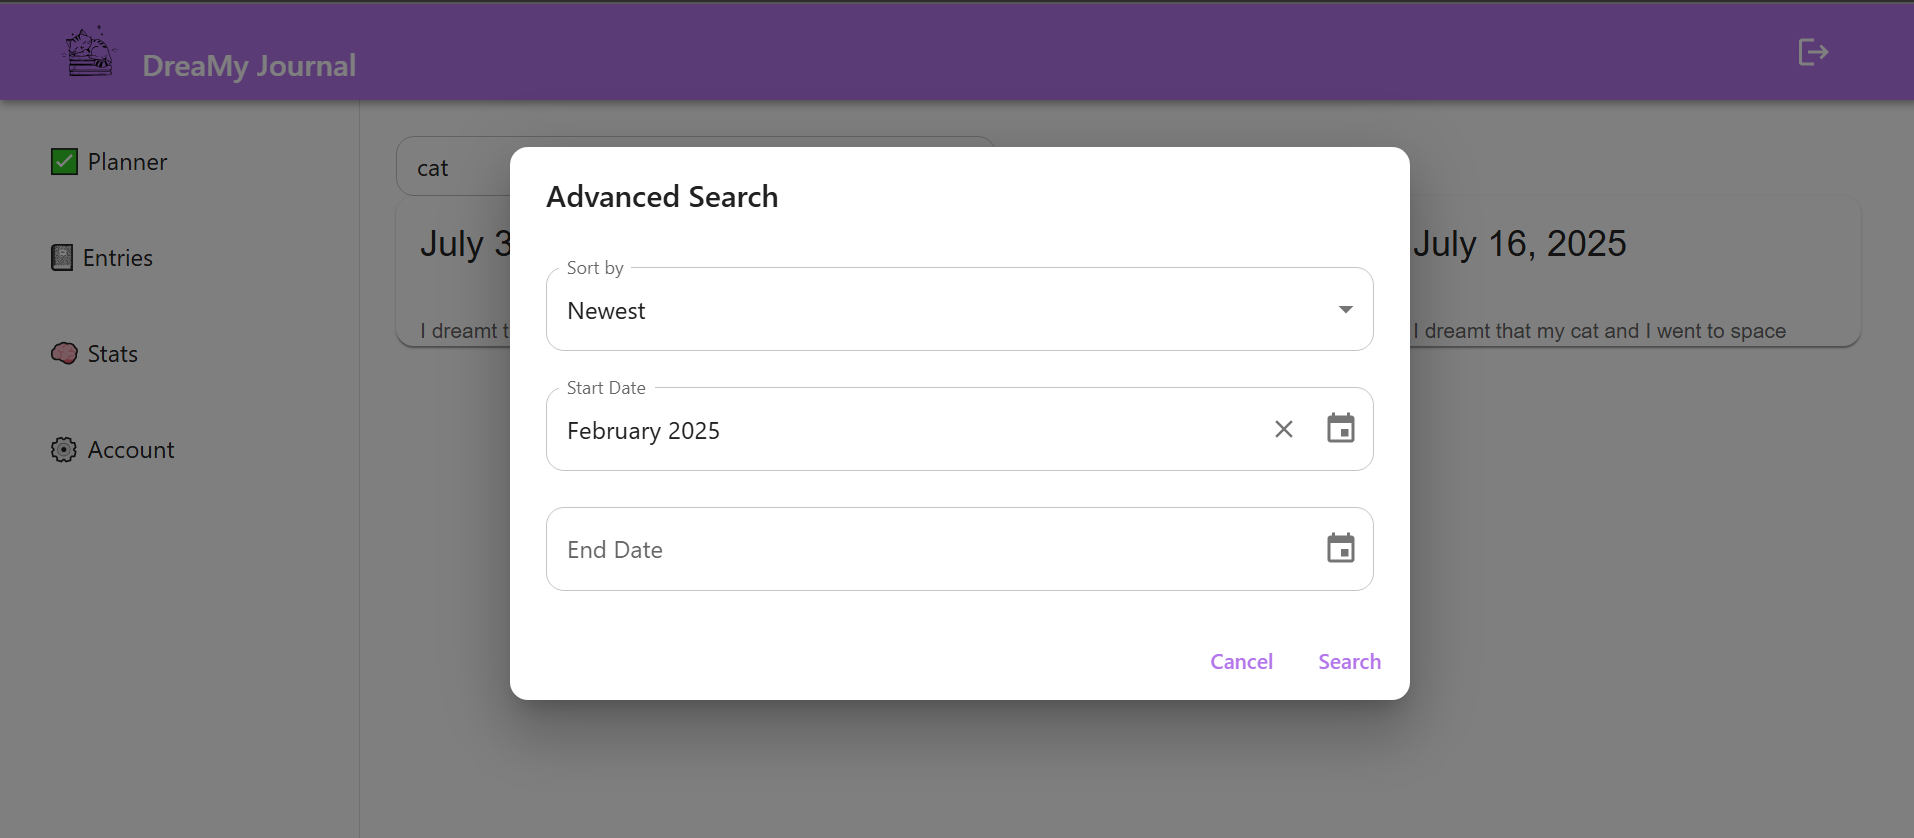 DreaMy Journal
Planner
Entries
Stats
Account
cat
July 3
I dreamt
July 16, 2025
I dreamt that my cat and I went to space
Advanced Search
Sort by
Newest
Start Date
February 2025
End Date
Cancel
Search